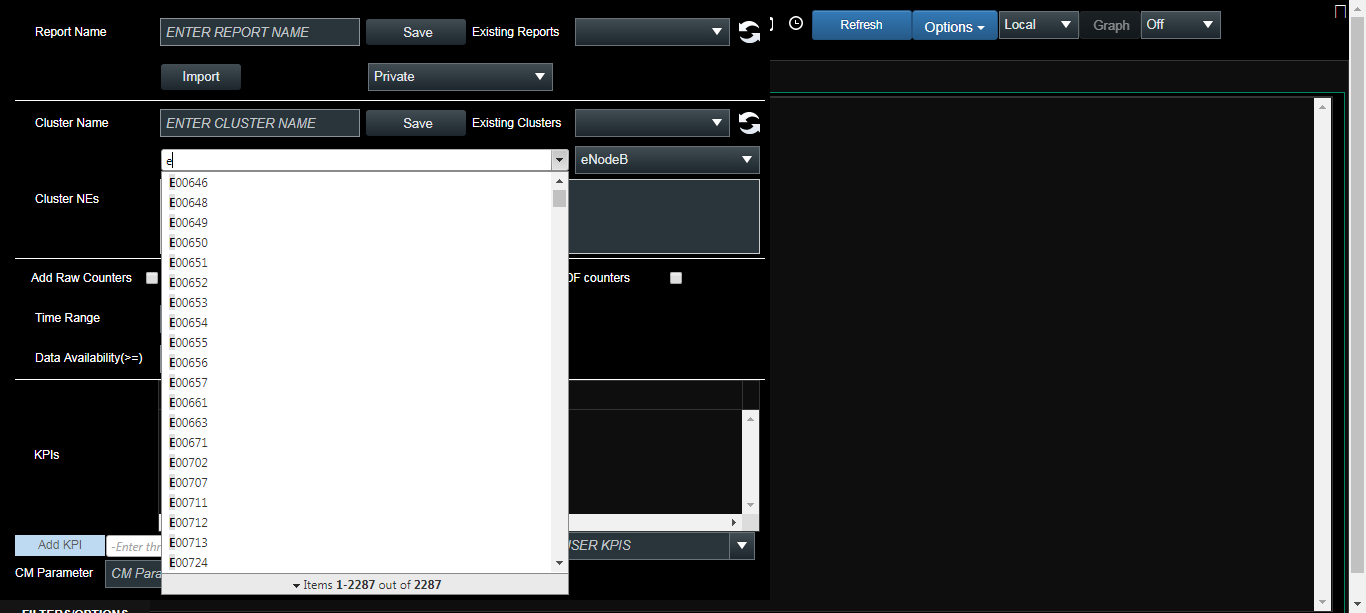 Report Name
ENTER REPORT NAME
Save
Existing Reports
Refresh
Options
Local
Graph
Off
Import
Private
Cluster Name
ENTER CLUSTER NAME
Save
Existing Clusters
e
eNodeB
Cluster NEs
E00646
E00648
E00649
E00650
E00651
E00652
E00653
E00654
E00655
E00656
E00657
E00661
E00663
E00671
E00702
E00707
E00711
E00712
E00713
E00724
Items 1-2287 out of 2287
Add Raw Counters
counters
Time Range
Data Availability(>=)
KPIs
Add KPI
-Enter thr
KPIS
CM Parameter
CM Para
FILTERS/OPTIONS